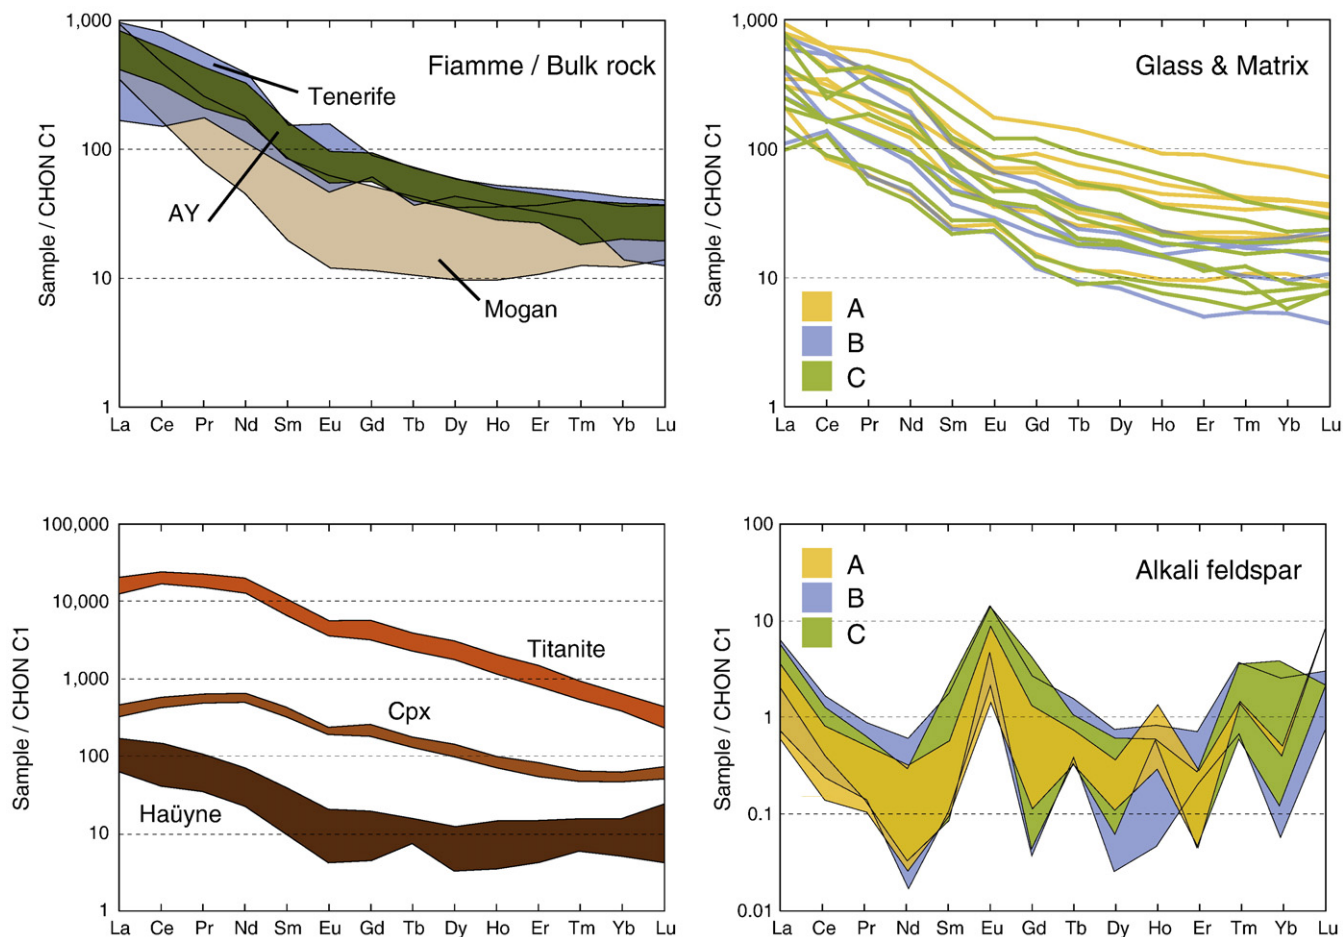 Fiamme / Bulk rock
Tenerife
AY
Mogan
Sample / CHON C1
1,000
100
10
1
La Ce Pr Nd Sm Eu Gd Tb Dy Ho Er Tm Yb Lu
Glass & Matrix
A
B
C
Sample / CHON C1
1,000
100
10
1
La Ce Pr Nd Sm Eu Gd Tb Dy Ho Er Tm Yb Lu
Titanite
Cpx
Haüyne
Sample / CHON C1
100,000
10,000
1,000
100
10
1
La Ce Pr Nd Sm Eu Gd Tb Dy Ho Er Tm Yb Lu
Alkali feldspar
A
B
C
Sample / CHON C1
100
10
1
0.1
0.01
La Ce Pr Nd Sm Eu Gd Tb Dy Ho Er Tm Yb Lu